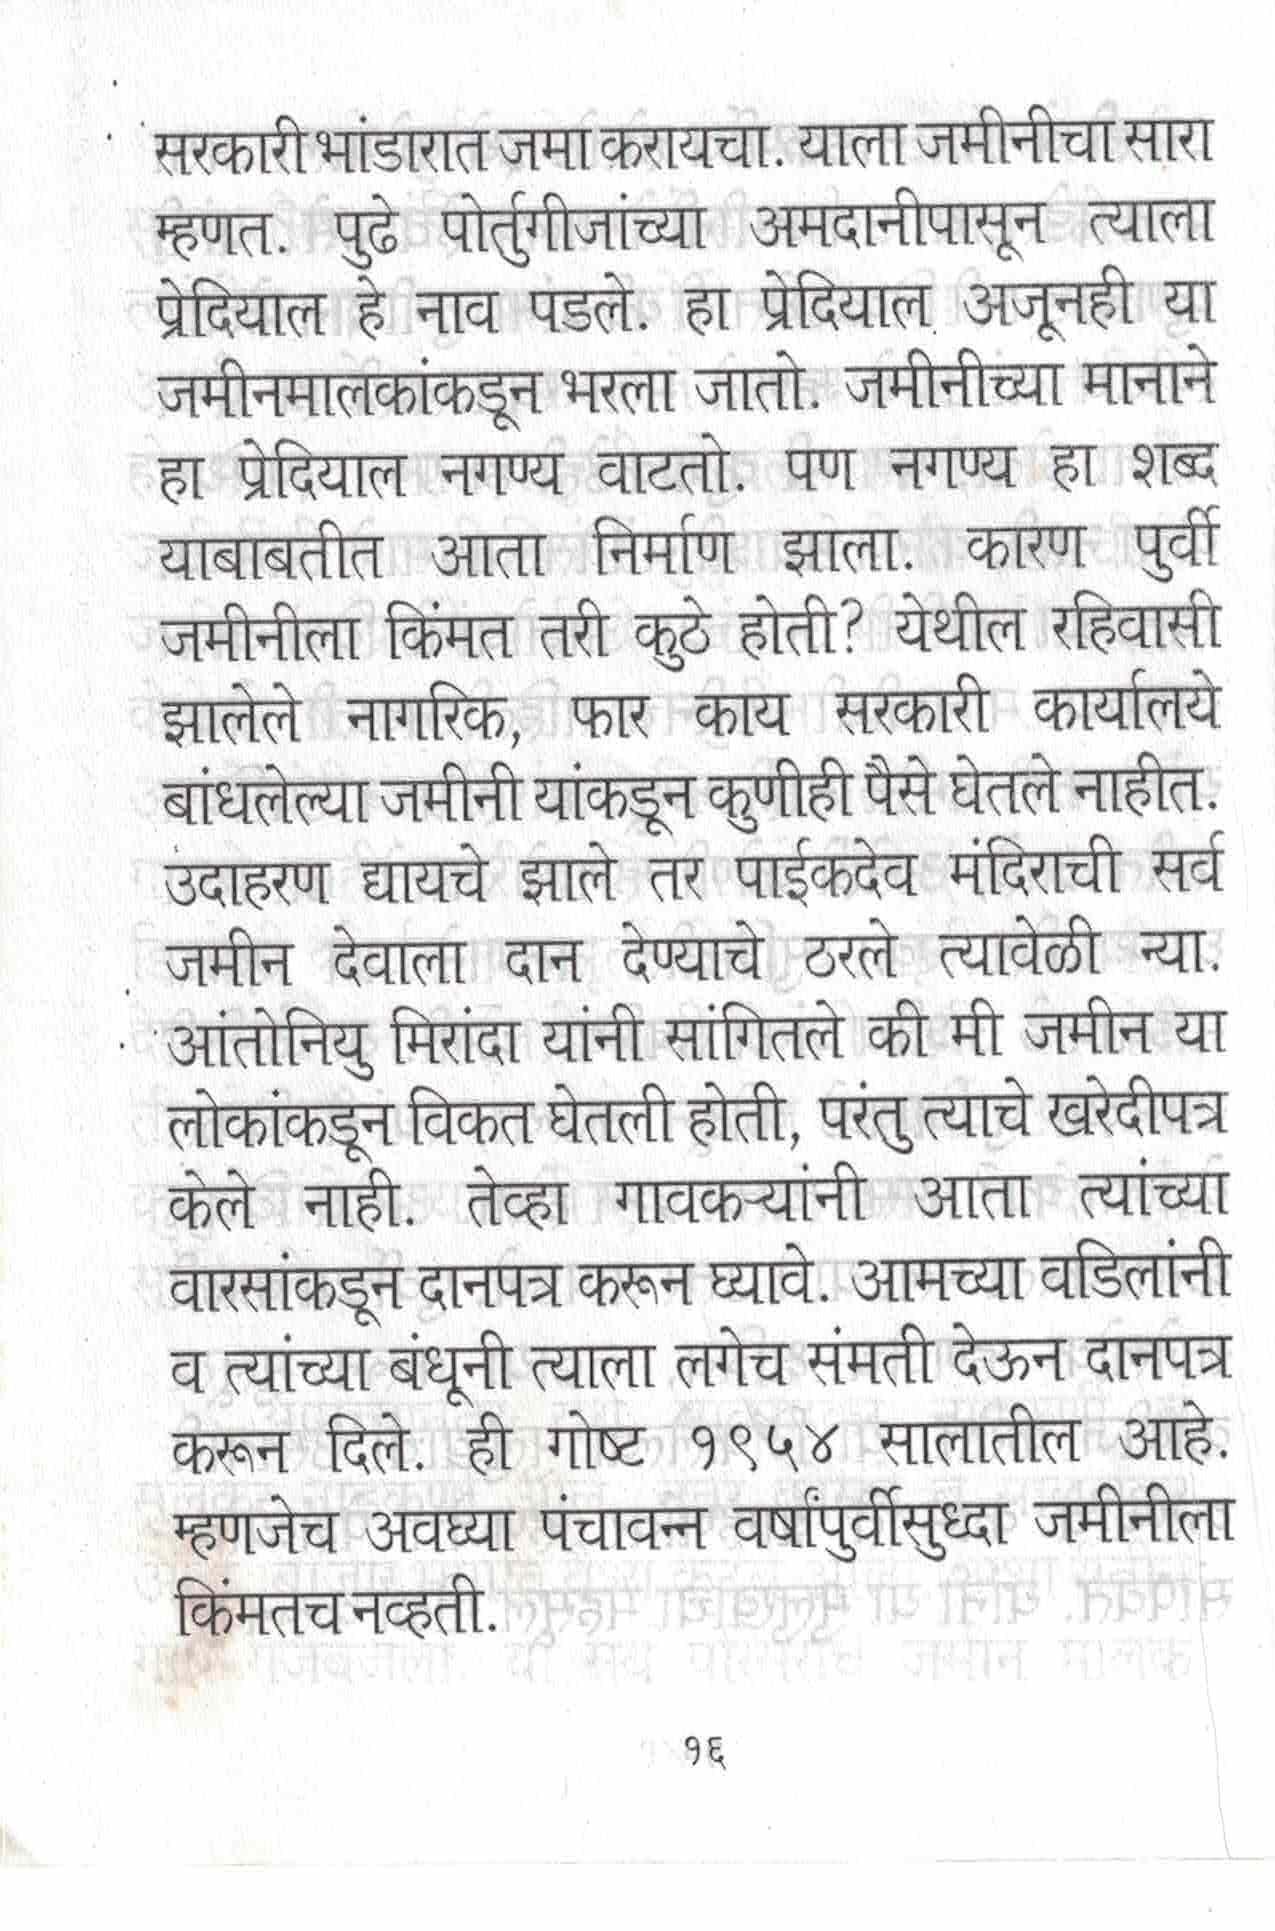 सरकारी भांडारात जमा करायचा. याला जमीनीचा सारा
म्हणत. पुढे पोर्तुगीजांच्या अमदानीपासून त्याला
प्रेदियाल हे नाव पडले. हा प्रेदियाल अजूनही या
जमीनमालकांकडून भरला जातो. जमीनीच्या मानाने
हा प्रेदियाल नगण्य वाटतो. पण नगण्य हा शब्द
याबाबतीत आता निर्माण झाला. कारण पुर्वी
जमीनीला किंमत तरी कुठे होती? येथील रहिवासी
झालेले नागरिक, फार काय सरकारी कार्यालये
बांधलेल्या जमीनी यांकडून कुणीही पैसे घेतले नाहीत.
उदाहरण द्यायचे झाले तर पाईकदेव मंदिराची सर्व
जमीन देवाला दान देण्याचे ठरले त्यावेळी न्या.
आंतोनियु मिरांदा यांनी सांगितले की मी जमीन या
लोकांकडून विकत घेतली होती, परंतु त्याचे खरेदीपत्र
केले नाही. तेव्हा गावकऱ्यांनी आता त्यांच्या
वारसांकडून दानपत्र करून घ्यावे. आमच्या वडिलांनी
व त्यांच्या बंधूनी त्याला लगेच संमती देऊन दानपत्र
करून दिले. ही गोष्ट १९५४ सालातील आहे.
म्हणजेच अवघ्या पंचावन्न वर्षांपुर्वीसुध्दा जमीनीला
किंमतच नव्हती.
१६